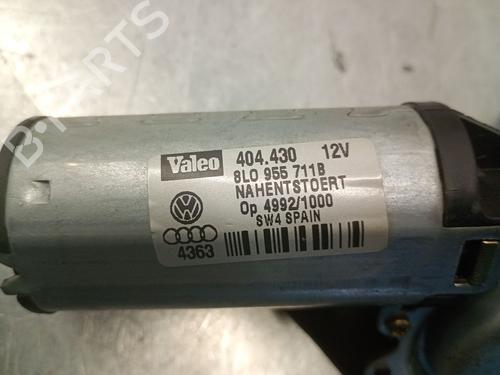 Valeo 404.430 12V
8L0 955 711B
NAHENTSTOERT
Op 4992/1000
SW4 SPAIN
4363
B-PARTS